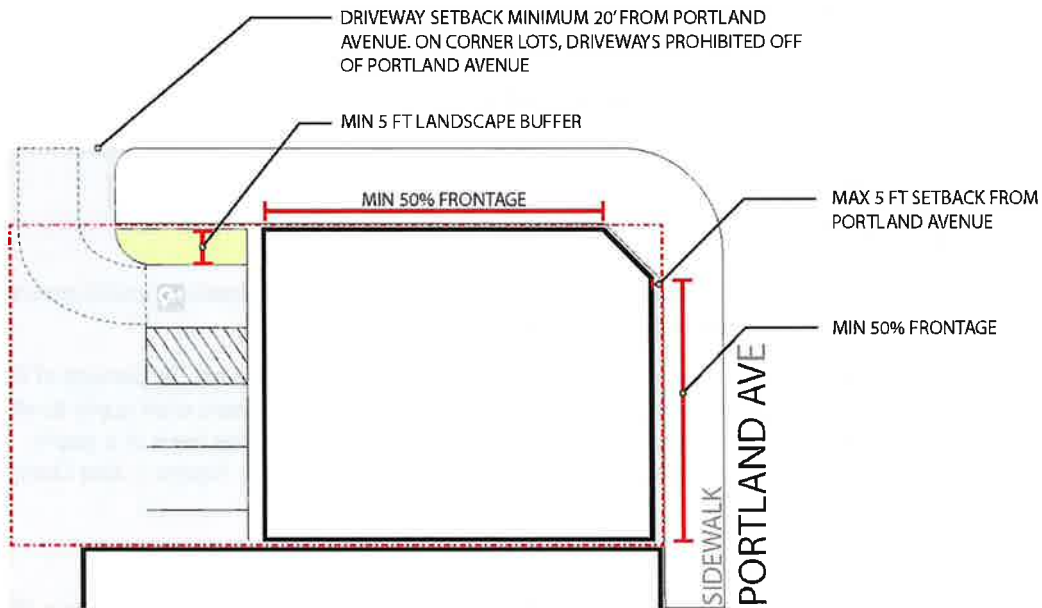 DRIVEWAY SETBACK MINIMUM 20' FROM PORTLAND
AVENUE. ON CORNER LOTS, DRIVEWAYS PROHIBITED OFF
OF PORTLAND AVENUE
MIN 5 FT LANDSCAPE BUFFER
MIN 50% FRONTAGE
MAX 5 FT SETBACK FROM
PORTLAND AVENUE
MIN 50% FRONTAGE
SIDEWALK
PORTLAND AVE